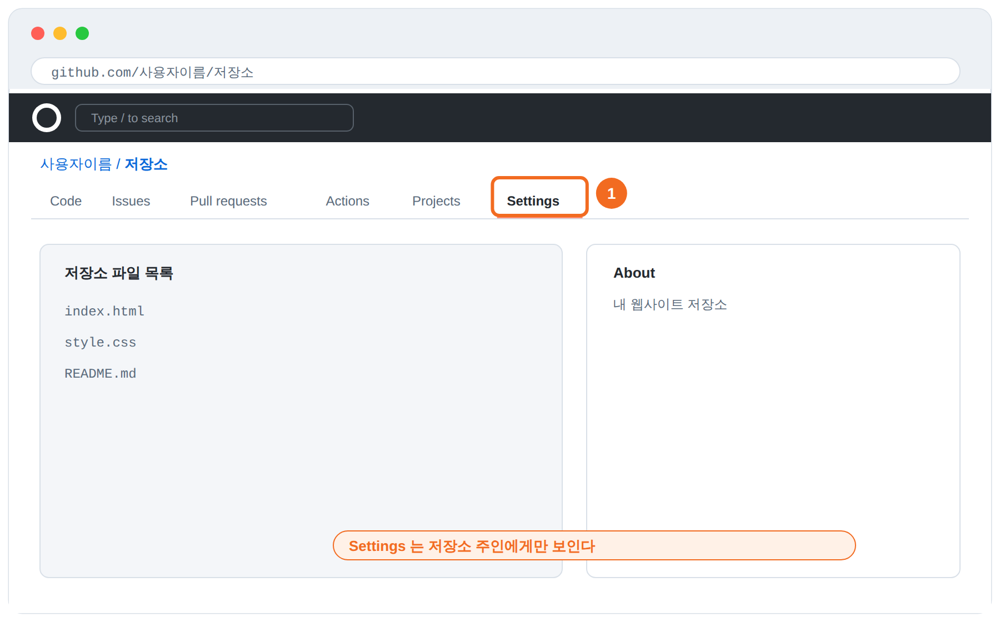 github.com/사용자이름/저장소
Type / to search
사용자이름 / 저장소
Code Issues Pull requests Actions Projects Settings 1
저장소 파일 목록
index.html
style.css
README.md
About
내 웹사이트 저장소
Settings 는 저장소 주인에게만 보인다